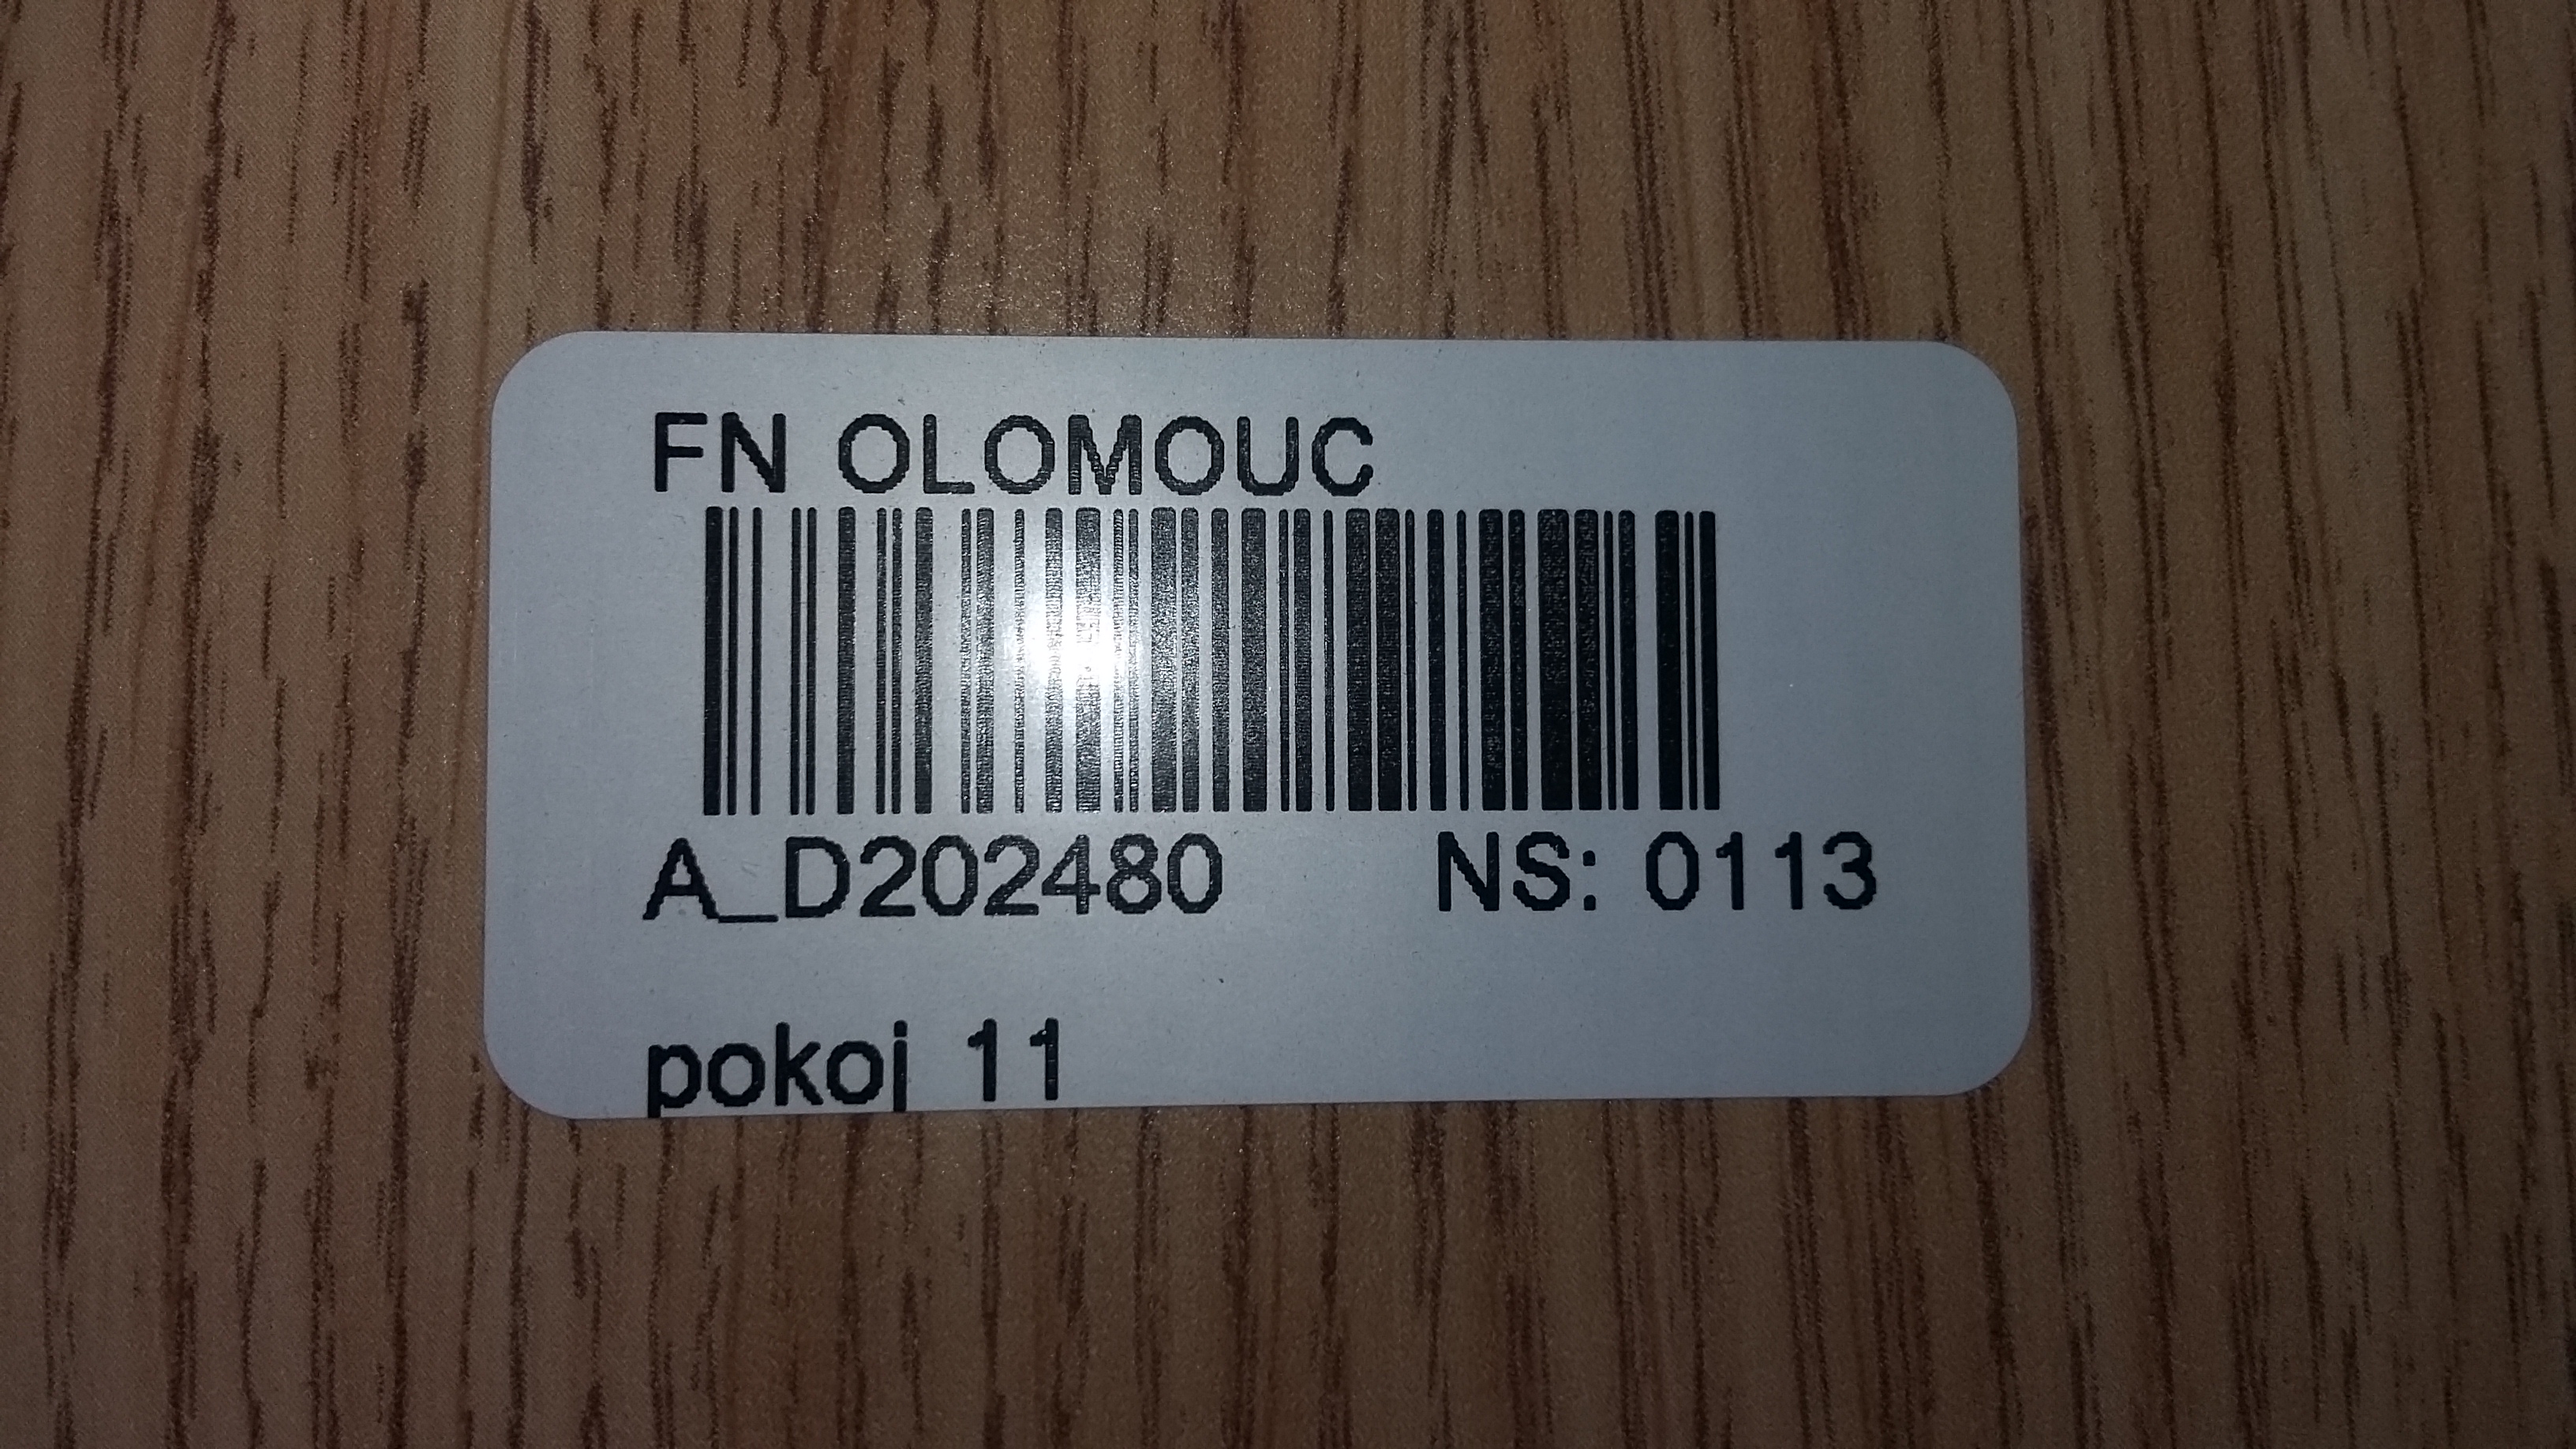 FN OLOMOUC
A_D202480 NS: 0113
pokoj 11